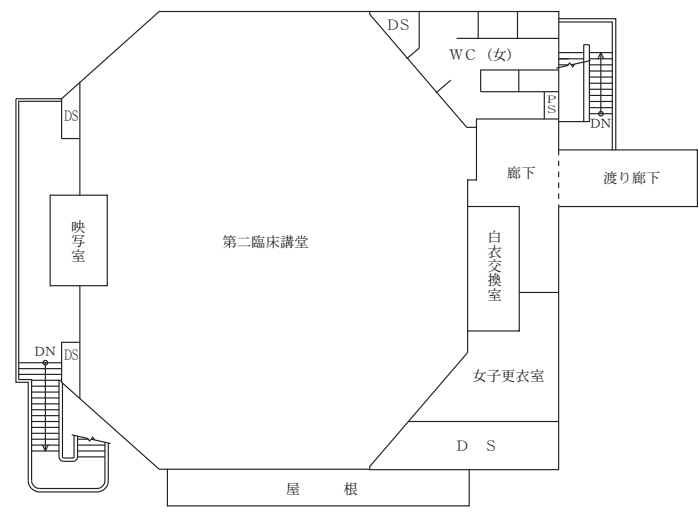 DS
WC（女）
PS
DN
DS
廊下
渡り廊下
映写室
第二臨床講堂
白衣交換室
DN
DS
女子更衣室
D S
屋 根